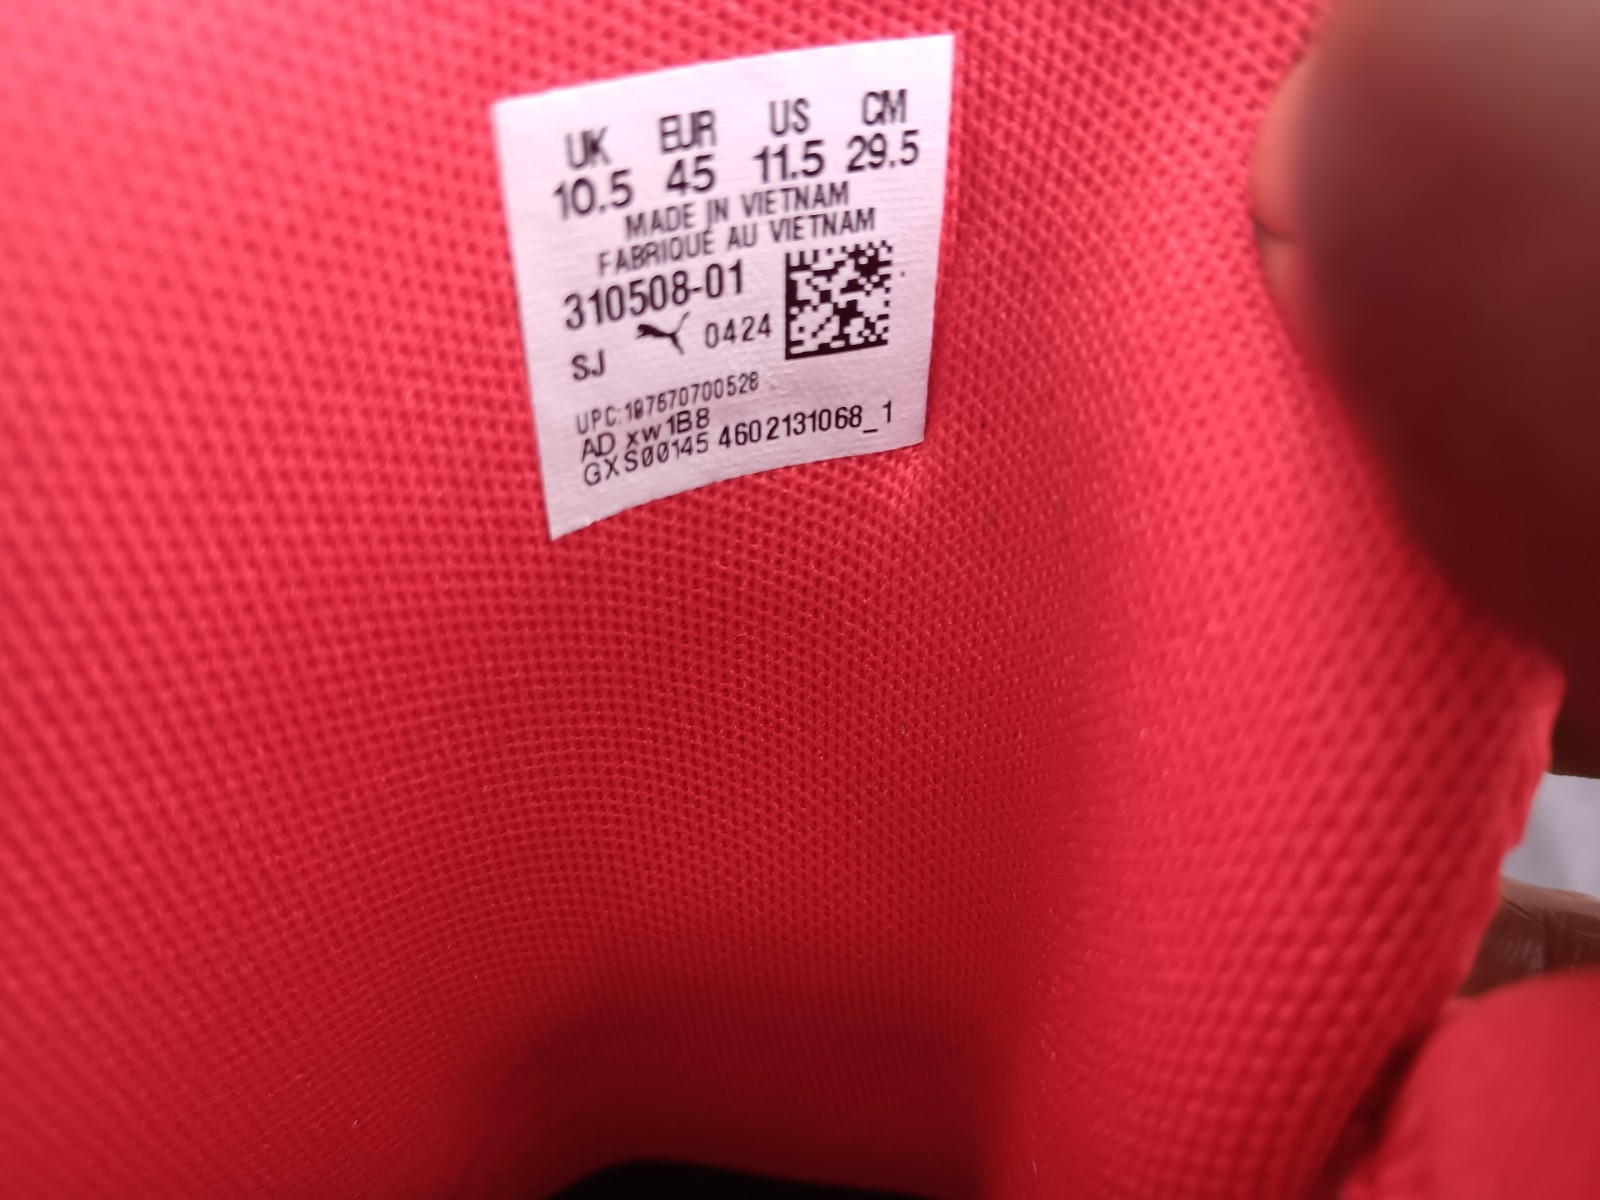 UK EUR US CM
10.5 45 11.5 29.5
MADE IN VIETNAM
FABRIQUÉ AU VIETNAM
310508-01
SJ 0424
UPC:197670700528
AD xw1B8
GXS00145 4602131068_1